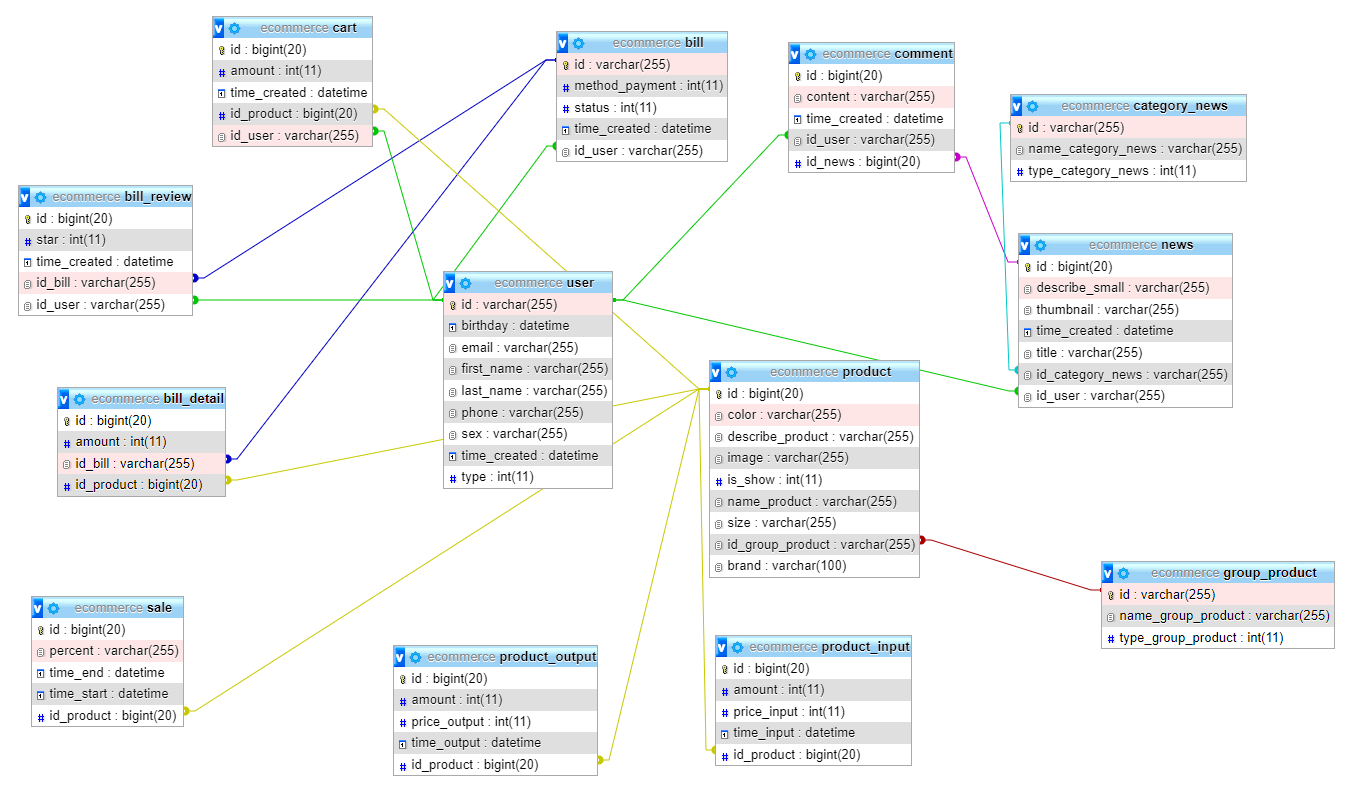 ecommerce cart
id : bigint(20)
amount : int(11)
time_created : datetime
id_product : bigint(20)
id_user : varchar(255)
ecommerce bill
id : varchar(255)
method_payment : int(11)
status : int(11)
time_created : datetime
id_user : varchar(255)
ecommerce comment
id : bigint(20)
content : varchar(255)
time_created : datetime
id_user : varchar(255)
id_news : bigint(20)
ecommerce category_news
id : varchar(255)
name_category_news : varchar(255)
type_category_news : int(11)
ecommerce bill_review
id : bigint(20)
star : int(11)
time_created : datetime
id_bill : varchar(255)
id_user : varchar(255)
ecommerce news
id : bigint(20)
describe_small : varchar(255)
thumbnail : varchar(255)
time_created : datetime
title : varchar(255)
id_category_news : varchar(255)
id_user : varchar(255)
ecommerce user
id : varchar(255)
birthday : datetime
email : varchar(255)
first_name : varchar(255)
last_name : varchar(255)
phone : varchar(255)
sex : varchar(255)
time_created : datetime
type : int(11)
ecommerce product
id : bigint(20)
color : varchar(255)
describe_product : varchar(255)
image : varchar(255)
is_show : int(11)
name_product : varchar(255)
size : varchar(255)
id_group_product : varchar(255)
brand : varchar(100)
ecommerce bill_detail
id : bigint(20)
amount : int(11)
id_bill : varchar(255)
id_product : bigint(20)
ecommerce group_product
id : varchar(255)
name_group_product : varchar(255)
type_group_product : int(11)
ecommerce sale
id : bigint(20)
percent : varchar(255)
time_end : datetime
time_start : datetime
id_product : bigint(20)
ecommerce product_output
id : bigint(20)
amount : int(11)
price_output : int(11)
time_output : datetime
id_product : bigint(20)
ecommerce product_input
id : bigint(20)
amount : int(11)
price_input : int(11)
time_input : datetime
id_product : bigint(20)